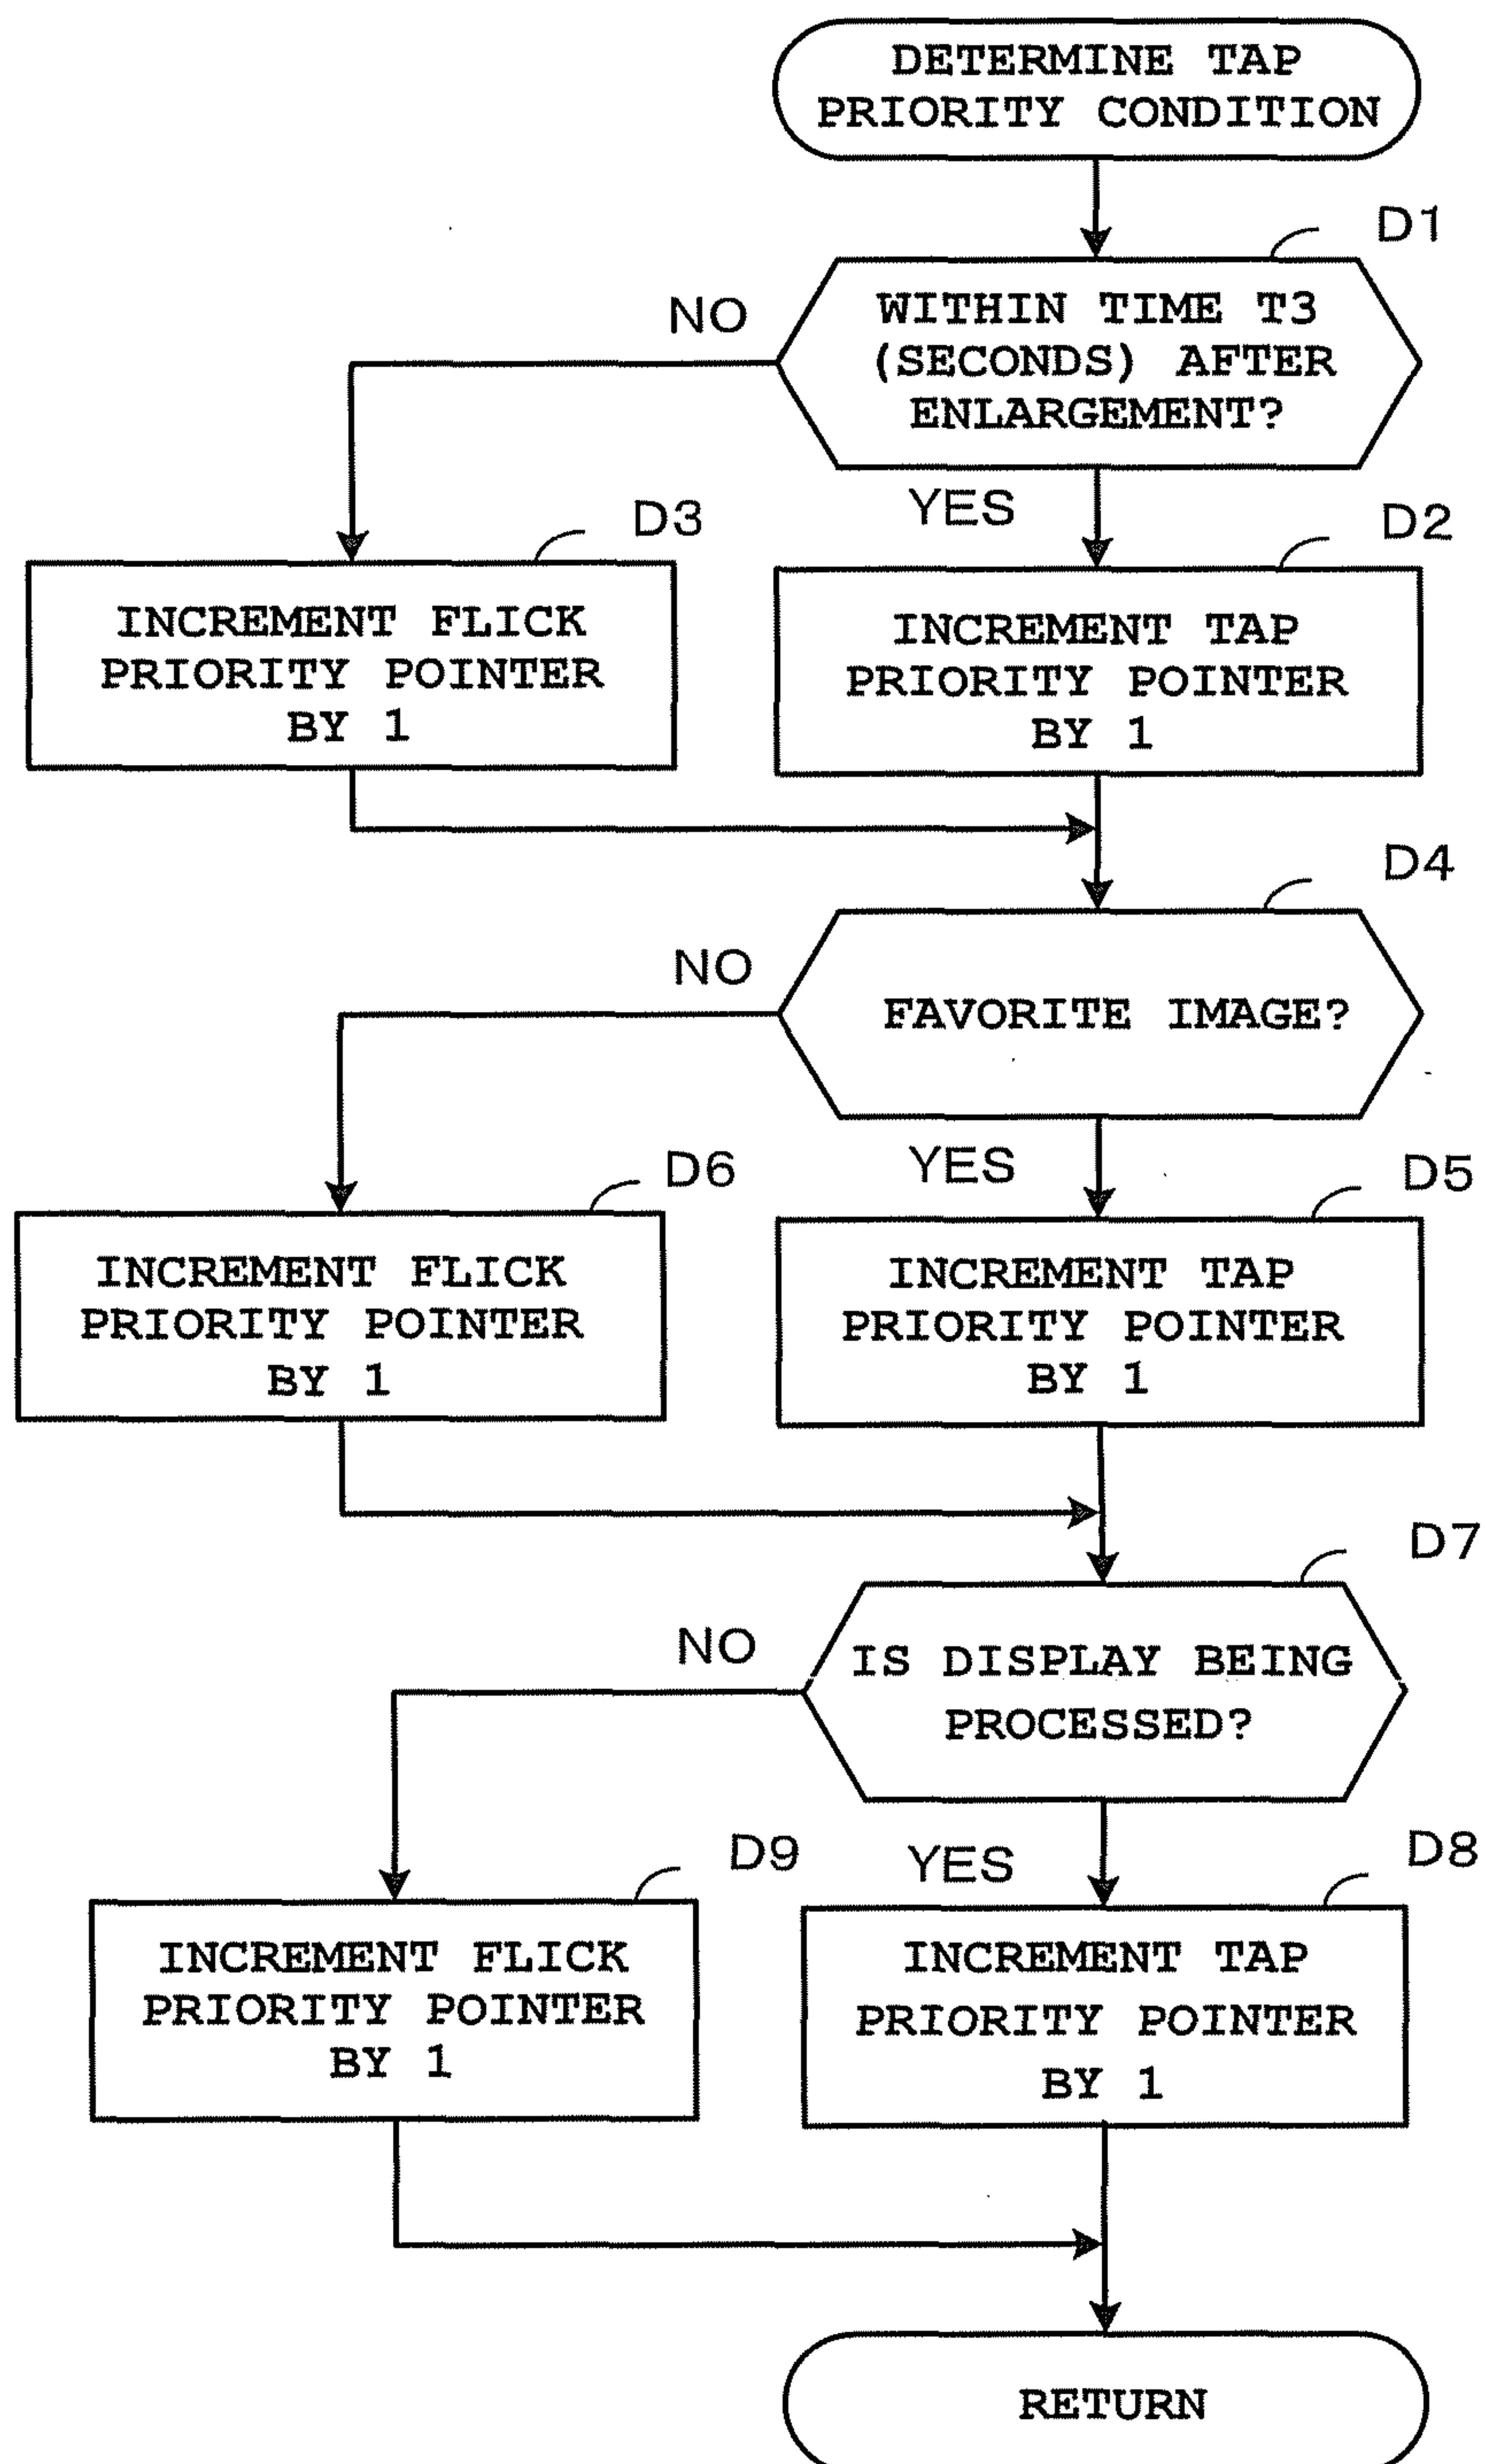 DETERMINE TAP
PRIORITY CONDITION
D1
WITHIN TIME T3
(SECONDS) AFTER
ENLARGEMENT?
NO
YES
D3
INCREMENT FLICK
PRIORITY POINTER
BY 1
D2
INCREMENT TAP
PRIORITY POINTER
BY 1
D4
FAVORITE IMAGE?
NO
YES
D6
INCREMENT FLICK
PRIORITY POINTER
BY 1
D5
INCREMENT TAP
PRIORITY POINTER
BY 1
D7
IS DISPLAY BEING
PROCESSED?
NO
YES
D9
INCREMENT FLICK
PRIORITY POINTER
BY 1
D8
INCREMENT TAP
PRIORITY POINTER
BY 1
RETURN